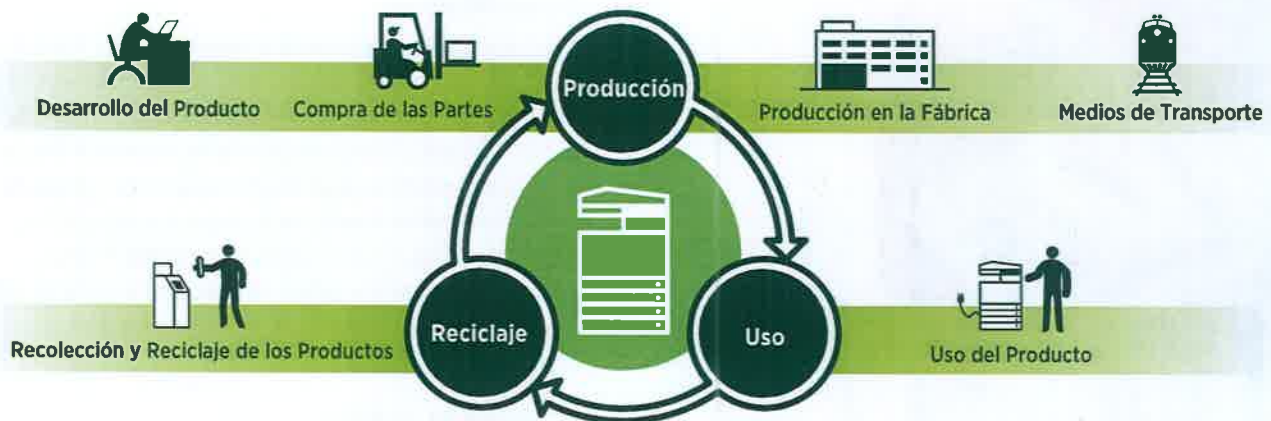 Desarrollo del Producto
Compra de las Partes
Producción
Producción en la Fábrica
Medios de Transporte
Recolección y Reciclaje de los Productos
Reciclaje
Uso
Uso del Producto